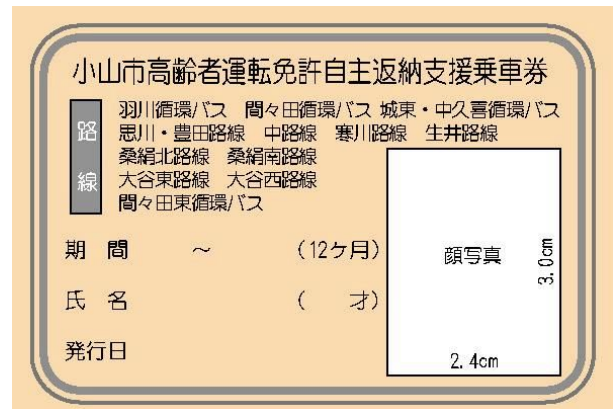 小山市高齢者運転免許自主返納支援乗車券
路線
羽川循環バス 間々田循環バス 城東・中久喜循環バス
思川・豊田路線 中路線 寒川路線 生井路線
桑絹北路線 桑絹南路線
大谷東路線 大谷西路線
間々田東循環バス
期間 ~ (12ケ月)
氏名 ( 才)
発行日
顔写真
3.0cm
2.4cm